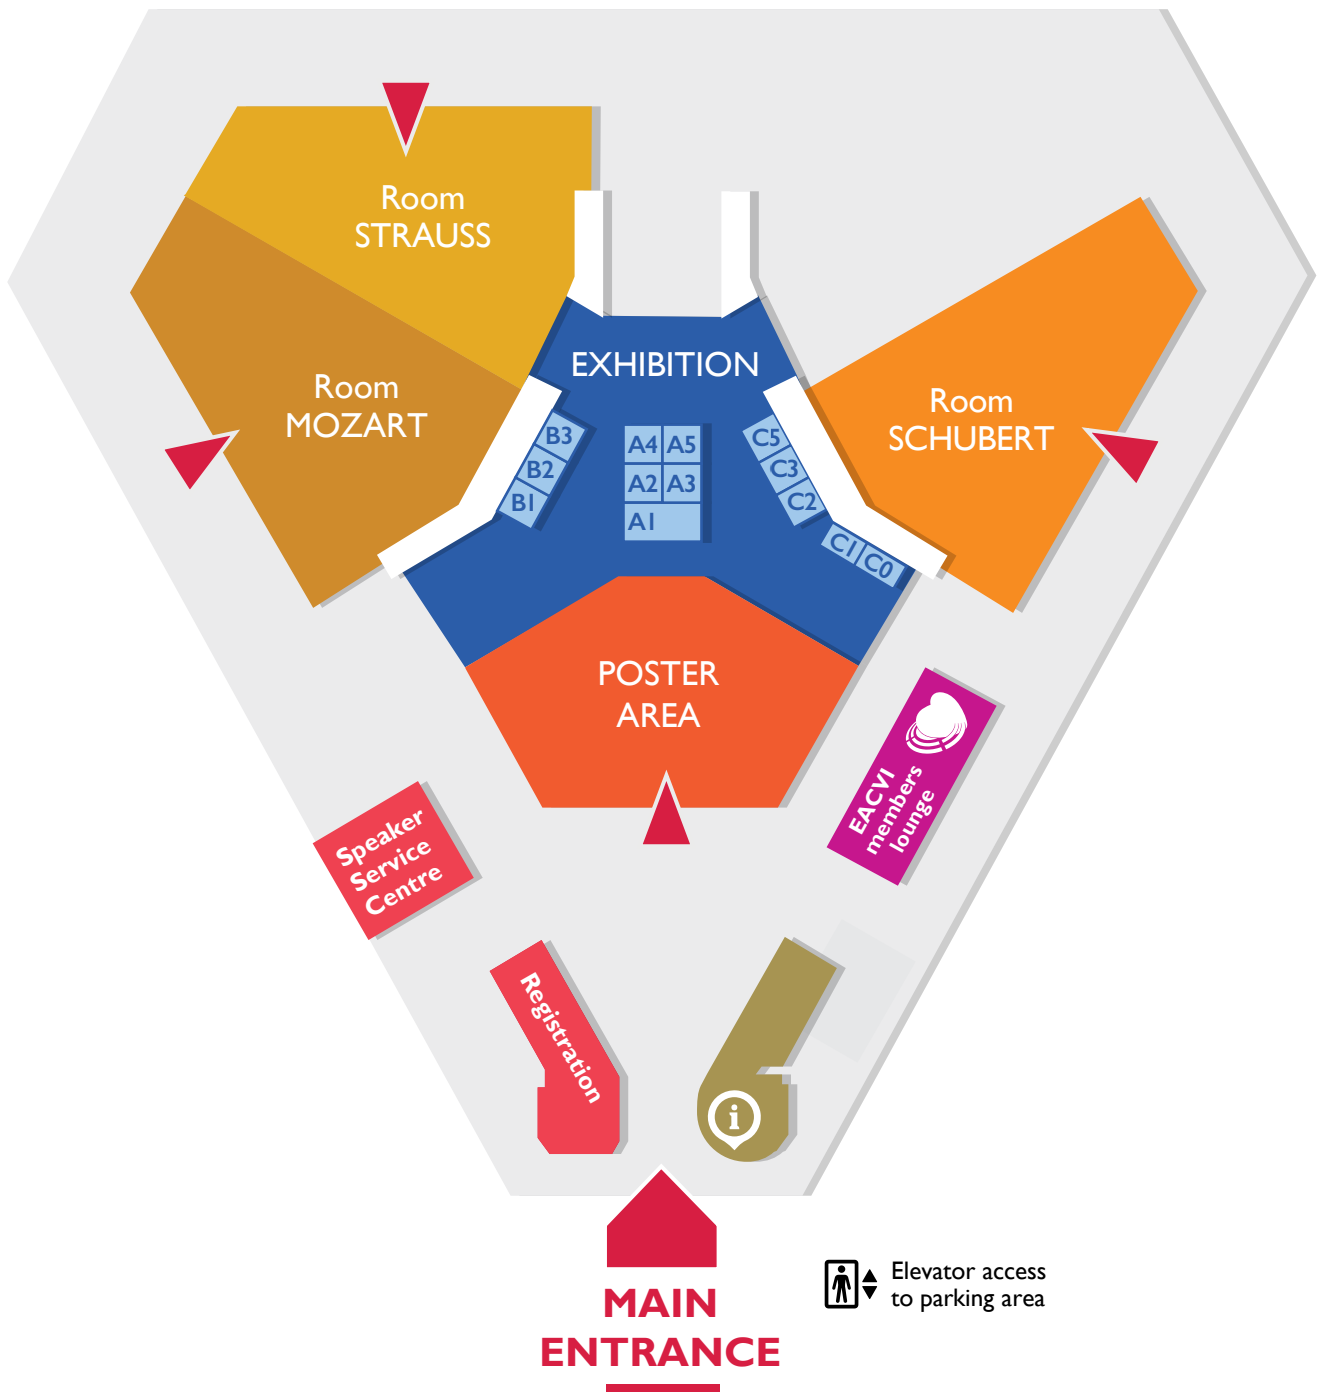 Room
STRAUSS
Room
MOZART
EXHIBITION
Room
SCHUBERT
B3
B2
B1
A4 A5
A2 A3
A1
C5
C3
C2
C1 C0
POSTER
AREA
EACVI
members
lounge
Speaker
Service
Centre
Registration
i
MAIN
ENTRANCE
Elevator access
to parking area